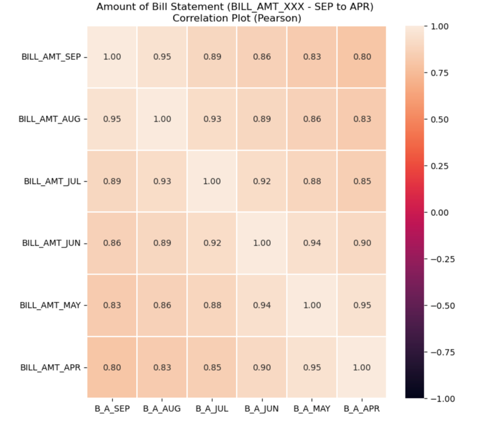 Amount of Bill Statement (BILL_AMT_XXX - SEP to APR)
Correlation Plot (Pearson)
BILL_AMT_SEP 1.00 0.95 0.89 0.86 0.83 0.80
BILL_AMT_AUG 0.95 1.00 0.93 0.89 0.86 0.83
BILL_AMT_JUL 0.89 0.93 1.00 0.92 0.88 0.85
BILL_AMT_JUN 0.86 0.89 0.92 1.00 0.94 0.90
BILL_AMT_MAY 0.83 0.86 0.88 0.94 1.00 0.95
BILL_AMT_APR 0.80 0.83 0.85 0.90 0.95 1.00
B_A_SEP B_A_AUG B_A_JUL B_A_JUN B_A_MAY B_A_APR
1.00
0.75
0.50
0.25
0.00
−0.25
−0.50
−0.75
−1.00